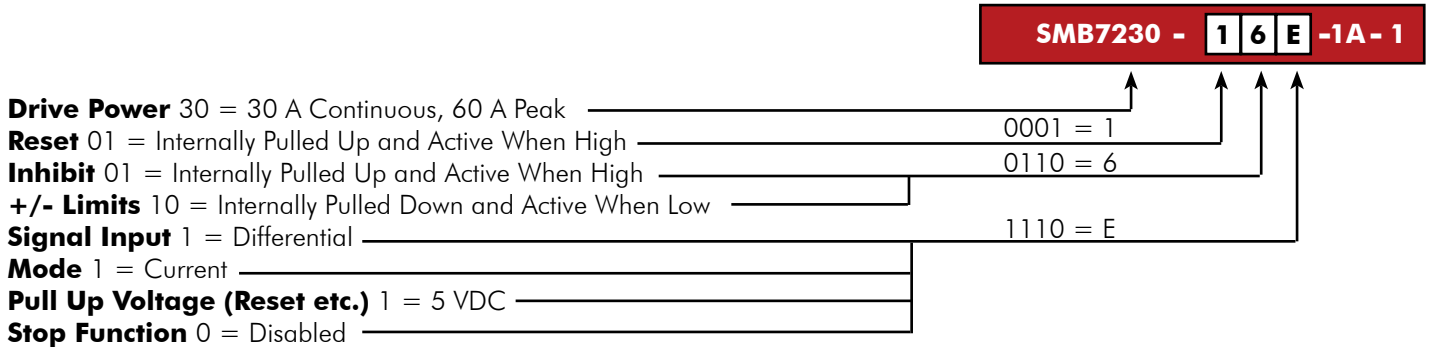 SMB7230 - 1 6 E -1A- 1
Drive Power 30 = 30 A Continuous, 60 A Peak
Reset 01 = Internally Pulled Up and Active When High
0001 = 1
Inhibit 01 = Internally Pulled Up and Active When High
0110 = 6
+/- Limits 10 = Internally Pulled Down and Active When Low
Signal Input 1 = Differential
1110 = E
Mode 1 = Current
Pull Up Voltage (Reset etc.) 1 = 5 VDC
Stop Function 0 = Disabled